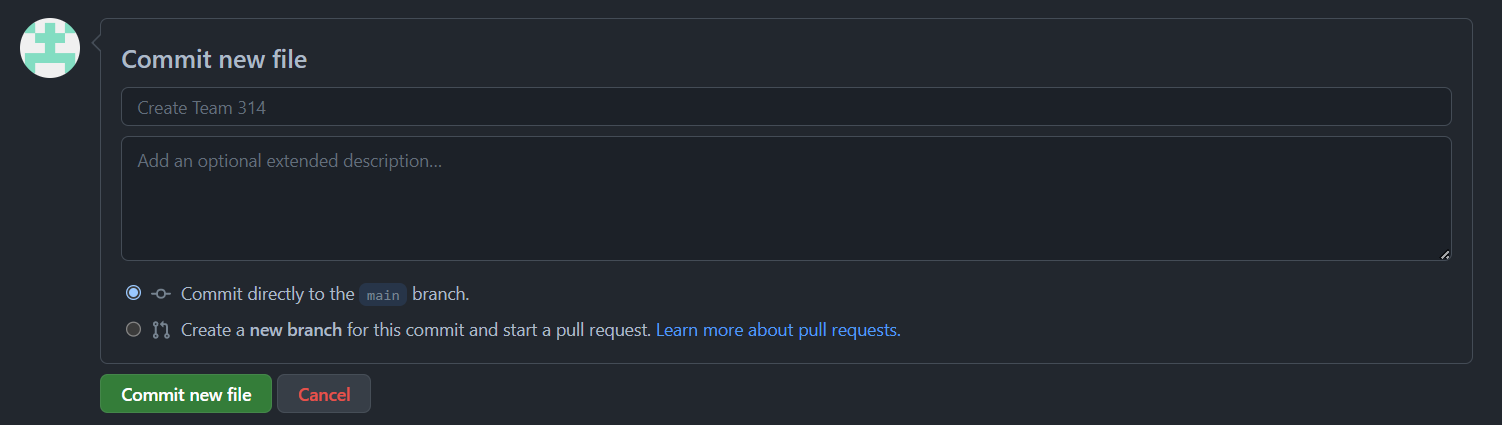 Commit new file
Create Team 314
Add an optional extended description...
Commit directly to the main branch.
Create a new branch for this commit and start a pull request. Learn more about pull requests.
Commit new file
Cancel